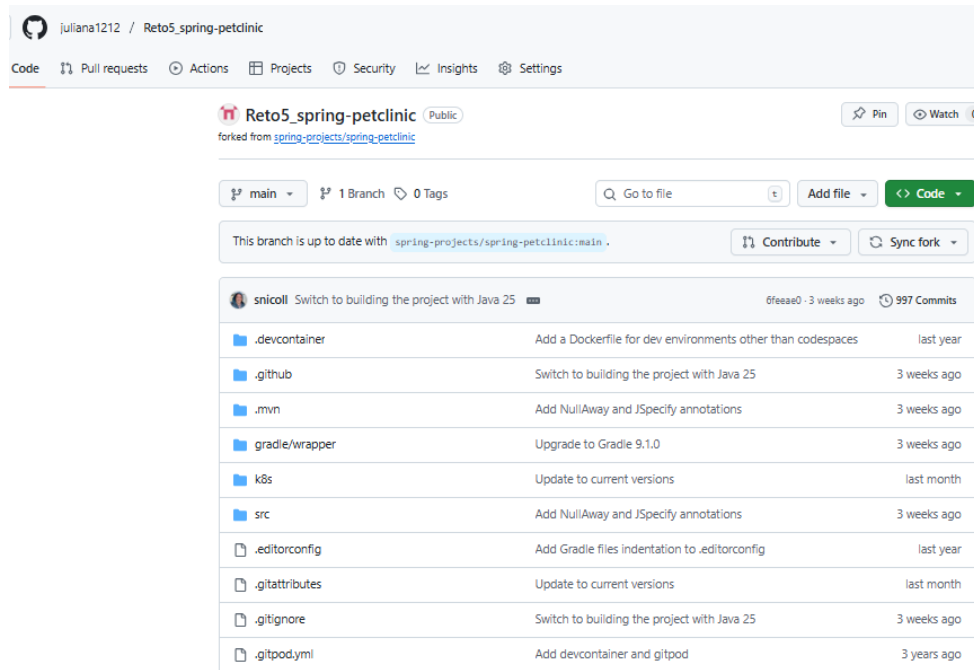 juliana1212 / Reto5_spring-petclinic
Code Pull requests Actions Projects Security Insights Settings
Reto5_spring-petclinic Public Pin Watch
forked from spring-projects/spring-petclinic
main 1 Branch 0 Tags Go to file t Add file <> Code
This branch is up to date with spring-projects/spring-petclinic:main . Contribute Sync fork
snicoll Switch to building the project with Java 25 6feeae0 · 3 weeks ago 997 Commits
.devcontainer Add a Dockerfile for dev environments other than codespaces last year
.github Switch to building the project with Java 25 3 weeks ago
.mvn Add NullAway and JSpecify annotations 3 weeks ago
gradle/wrapper Upgrade to Gradle 9.1.0 3 weeks ago
k8s Update to current versions last month
src Add NullAway and JSpecify annotations 3 weeks ago
.editorconfig Add Gradle files indentation to .editorconfig last year
.gitattributes Update to current versions last month
.gitignore Switch to building the project with Java 25 3 weeks ago
.gitpod.yml Add devcontainer and gitpod 3 years ago